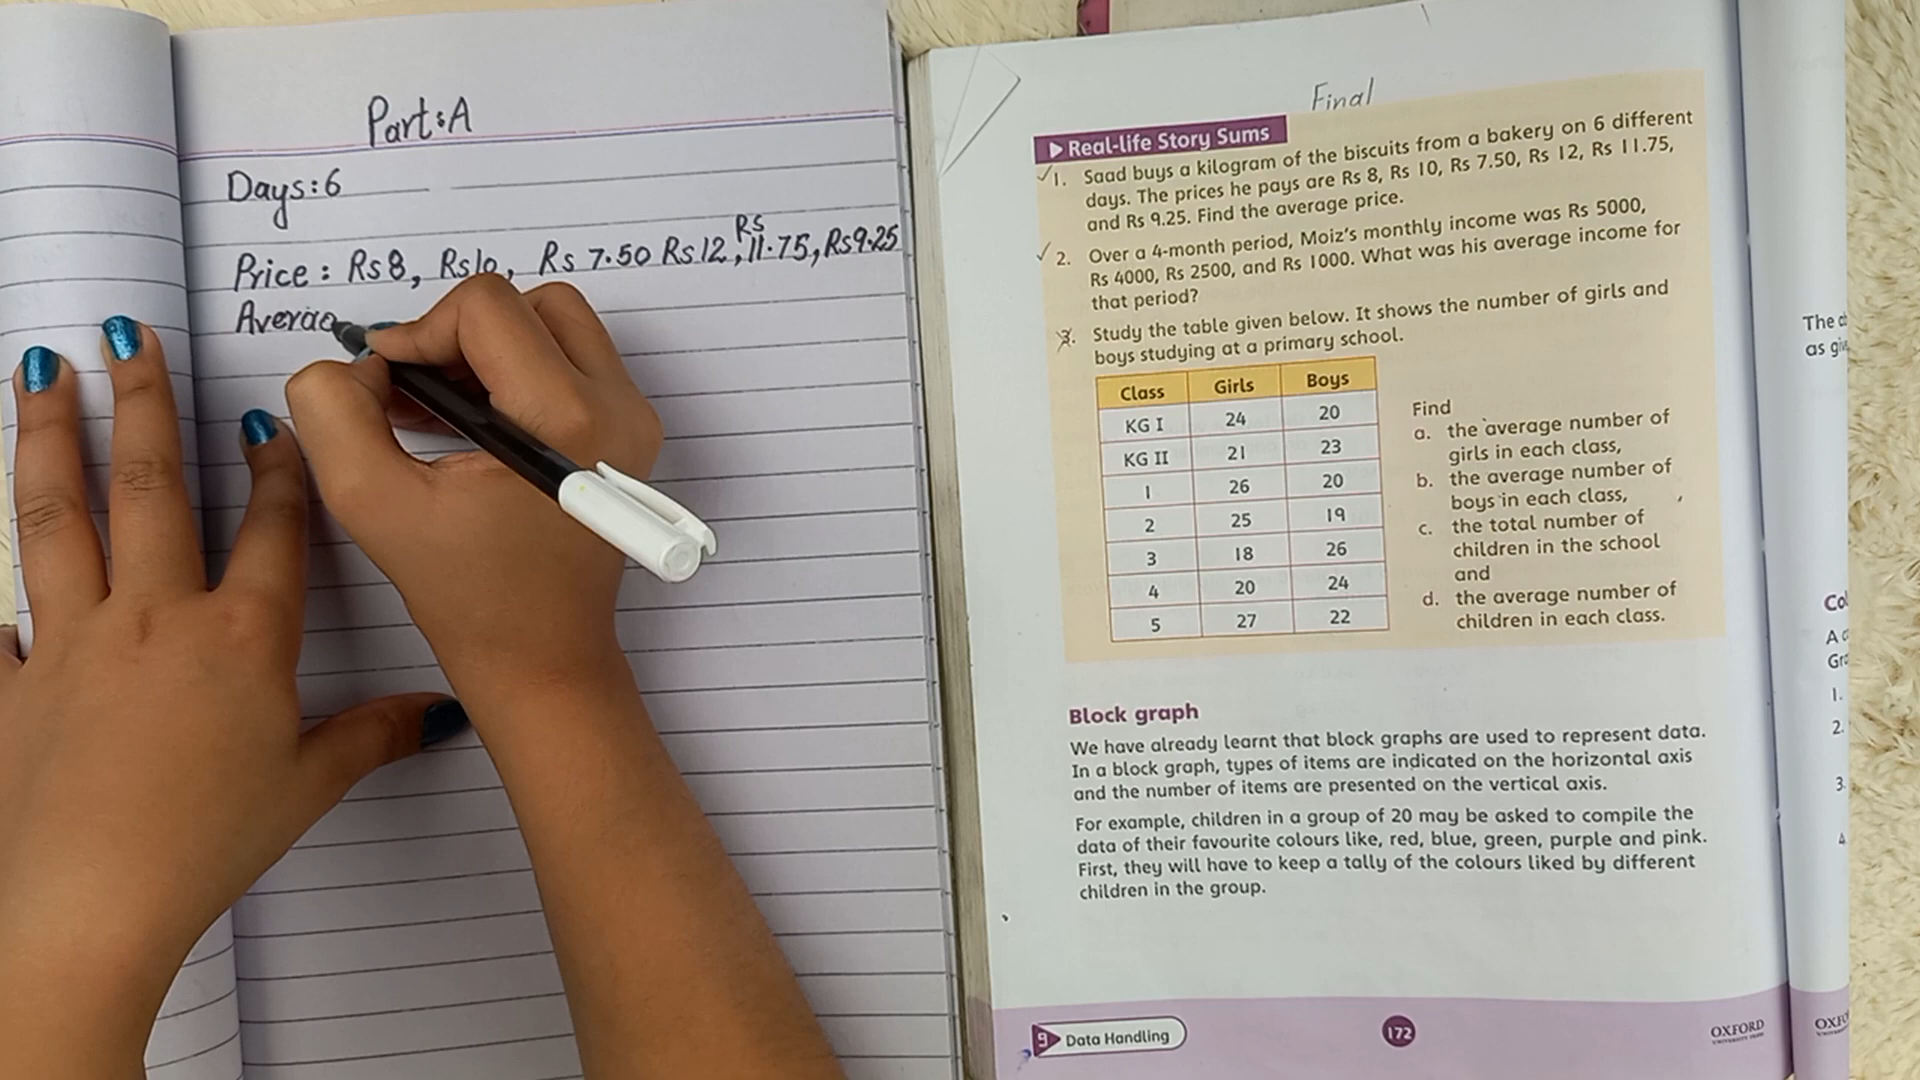 Part:A
Days:6
Price : Rs8, Rs10, Rs 7.50 Rs12, Rs 11.75, Rs9.25
Averag
Final
Real-life Story Sums
1. Saad buys a kilogram of the biscuits from a bakery on 6 different
days. The prices he pays are Rs 8, Rs 10, Rs 7.50, Rs 12, Rs 11.75,
and Rs 9.25. Find the average price.
2. Over a 4-month period, Moiz's monthly income was Rs 5000,
Rs 4000, Rs 2500, and Rs 1000. What was his average income for
that period?
3. Study the table given below. It shows the number of girls and
boys studying at a primary school.
Class Girls Boys
KG I 24 20
KG II 21 23
1 26 20
2 25 19
3 18 26
4 20 24
5 27 22
Find
a. the average number of
girls in each class,
b. the average number of
boys in each class,
c. the total number of
children in the school
and
d. the average number of
children in each class.
Block graph
We have already learnt that block graphs are used to represent data.
In a block graph, types of items are indicated on the horizontal axis
and the number of items are presented on the vertical axis.
For example, children in a group of 20 may be asked to compile the
data of their favourite colours like, red, blue, green, purple and pink.
First, they will have to keep a tally of the colours liked by different
children in the group.
9 Data Handling
172
OXFORD
UNIVERSITY PRESS
The
as
1.
2.
3.
4